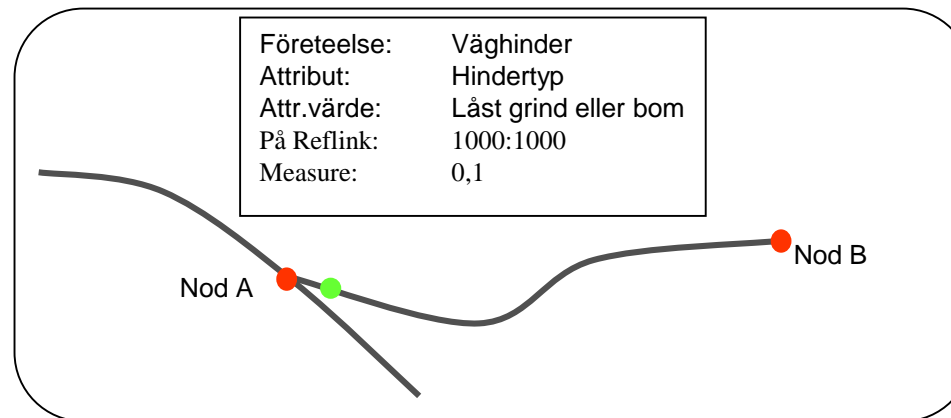 Företeelse: Väghinder
Attribut: Hindertyp
Attr.värde: Låst grind eller bom
På Reflink: 1000:1000
Measure: 0,1
Nod B
Nod A